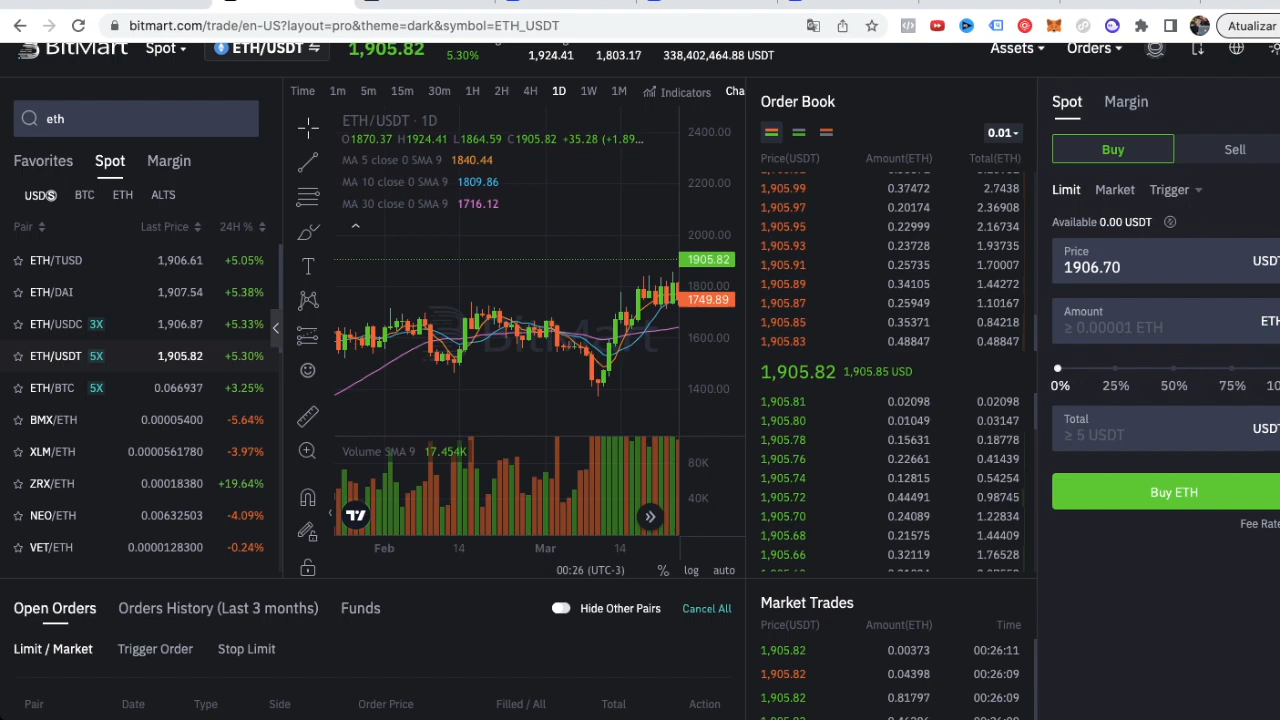 bitmart.com/trade/en-US?layout=pro&theme=dark&symbol=ETH_USDT
Atualizar
BitMart
Spot
ETH/USDT
1,905.82
5.30%
1,924.41
1,803.17
338,402,464.88 USDT
Assets
Orders
eth
Favorites Spot Margin
USDⓈ BTC ETH ALTS
Pair Last Price 24H %
ETH/TUSD 1,906.61 +5.05%
ETH/DAI 1,907.54 +5.38%
ETH/USDC 3X 1,906.87 +5.33%
ETH/USDT 5X 1,905.82 +5.30%
ETH/BTC 5X 0.066937 +3.25%
BMX/ETH 0.00005400 -5.64%
XLM/ETH 0.0000561780 -3.97%
ZRX/ETH 0.00018380 +19.64%
NEO/ETH 0.00632503 -4.09%
VET/ETH 0.0000128300 -0.24%
Time 1m 5m 15m 30m 1H 2H 4H 1D 1W 1M Indicators Cha
ETH/USDT · 1D
O1870.37 H1924.41 L1864.59 C1905.82 +35.28 (+1.89...
MA 5 close 0 SMA 9 1840.44
MA 10 close 0 SMA 9 1809.86
MA 30 close 0 SMA 9 1716.12
2400.00
2200.00
2000.00
1905.82
1800.00
1749.89
1600.00
1400.00
BitMart
Volume SMA 9 17.454K
80K
40K
Feb 14 Mar 14
00:26 (UTC-3) % log auto
Order Book
0.01
Price(USDT) Amount(ETH) Total(ETH)
1,905.99 0.37472 2.7438
1,905.97 0.20174 2.36908
1,905.95 0.22999 2.16734
1,905.93 0.23728 1.93735
1,905.91 0.25735 1.70007
1,905.89 0.34105 1.44272
1,905.87 0.25949 1.10167
1,905.85 0.35371 0.84218
1,905.83 0.48847 0.48847
1,905.82 1,905.85 USD
1,905.81 0.02098 0.02098
1,905.80 0.01049 0.03147
1,905.78 0.15631 0.18778
1,905.76 0.22661 0.41439
1,905.74 0.12815 0.54254
1,905.72 0.44491 0.98745
1,905.70 0.24089 1.22834
1,905.68 0.21575 1.44409
1,905.66 0.32119 1.76528
Market Trades
Price(USDT) Amount(ETH) Time
1,905.82 0.00373 00:26:11
1,905.82 0.04398 00:26:09
1,905.82 0.81797 00:26:09
Spot Margin
Buy Sell
Limit Market Trigger
Available 0.00 USDT
Price
1906.70 USDT
Amount
≥ 0.00001 ETH ETH
0% 25% 50% 75% 10
Total
≥ 5 USDT USDT
Buy ETH
Fee Rate
Open Orders Orders History (Last 3 months) Funds
Hide Other Pairs Cancel All
Limit / Market Trigger Order Stop Limit
Pair Date Type Side Order Price Filled / All Total Action